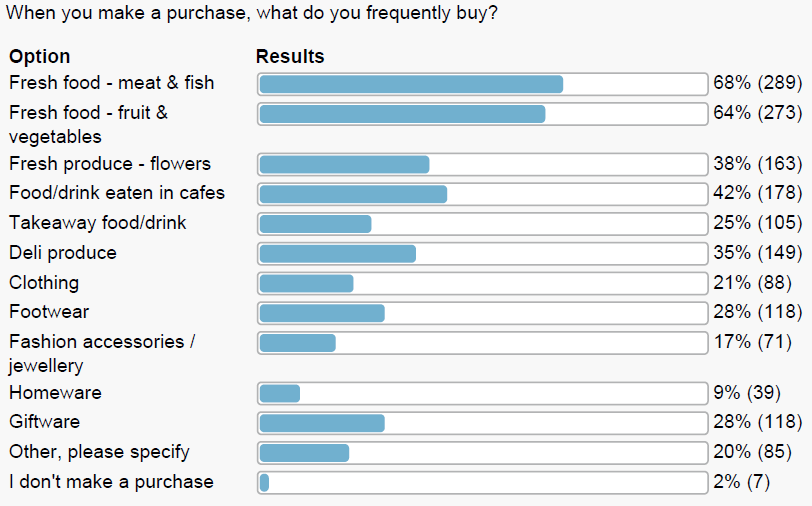 When you make a purchase, what do you frequently buy?
Option Results
Fresh food - meat & fish 68% (289)
Fresh food - fruit & 64% (273)
vegetables
Fresh produce - flowers 38% (163)
Food/drink eaten in cafes 42% (178)
Takeaway food/drink 25% (105)
Deli produce 35% (149)
Clothing 21% (88)
Footwear 28% (118)
Fashion accessories / 17% (71)
jewellery
Homeware 9% (39)
Giftware 28% (118)
Other, please specify 20% (85)
I don't make a purchase 2% (7)